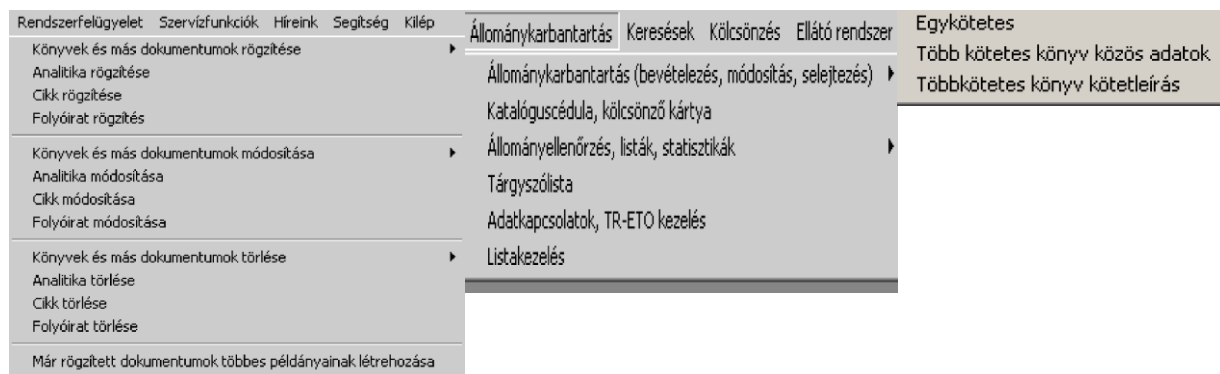 Rendszerfelügyelet Szervízfunkciók Híreink Segítség Kilép
Könyvek és más dokumentumok rögzítése
Analitika rögzítése
Cikk rögzítése
Folyóirat rögzítés
Könyvek és más dokumentumok módosítása
Analitika módosítása
Cikk módosítása
Folyóirat módosítása
Könyvek és más dokumentumok törlése
Analitika törlése
Cikk törlése
Folyóirat törlése
Már rögzített dokumentumok többes példányainak létrehozása
Állománykarbantartás Keresések Kölcsönzés Ellátó rendszer
Állománykarbantartás (bevételezés, módosítás, selejtezés)
Katalóguscédula, kölcsönző kártya
Állományellenőrzés, listák, statisztikák
Tárgyszólista
Adatkapcsolatok, TR-ETO kezelés
Listakezelés
Egykötetes
Több kötetes könyv közös adatok
Többkötetes könyv kötetleírás